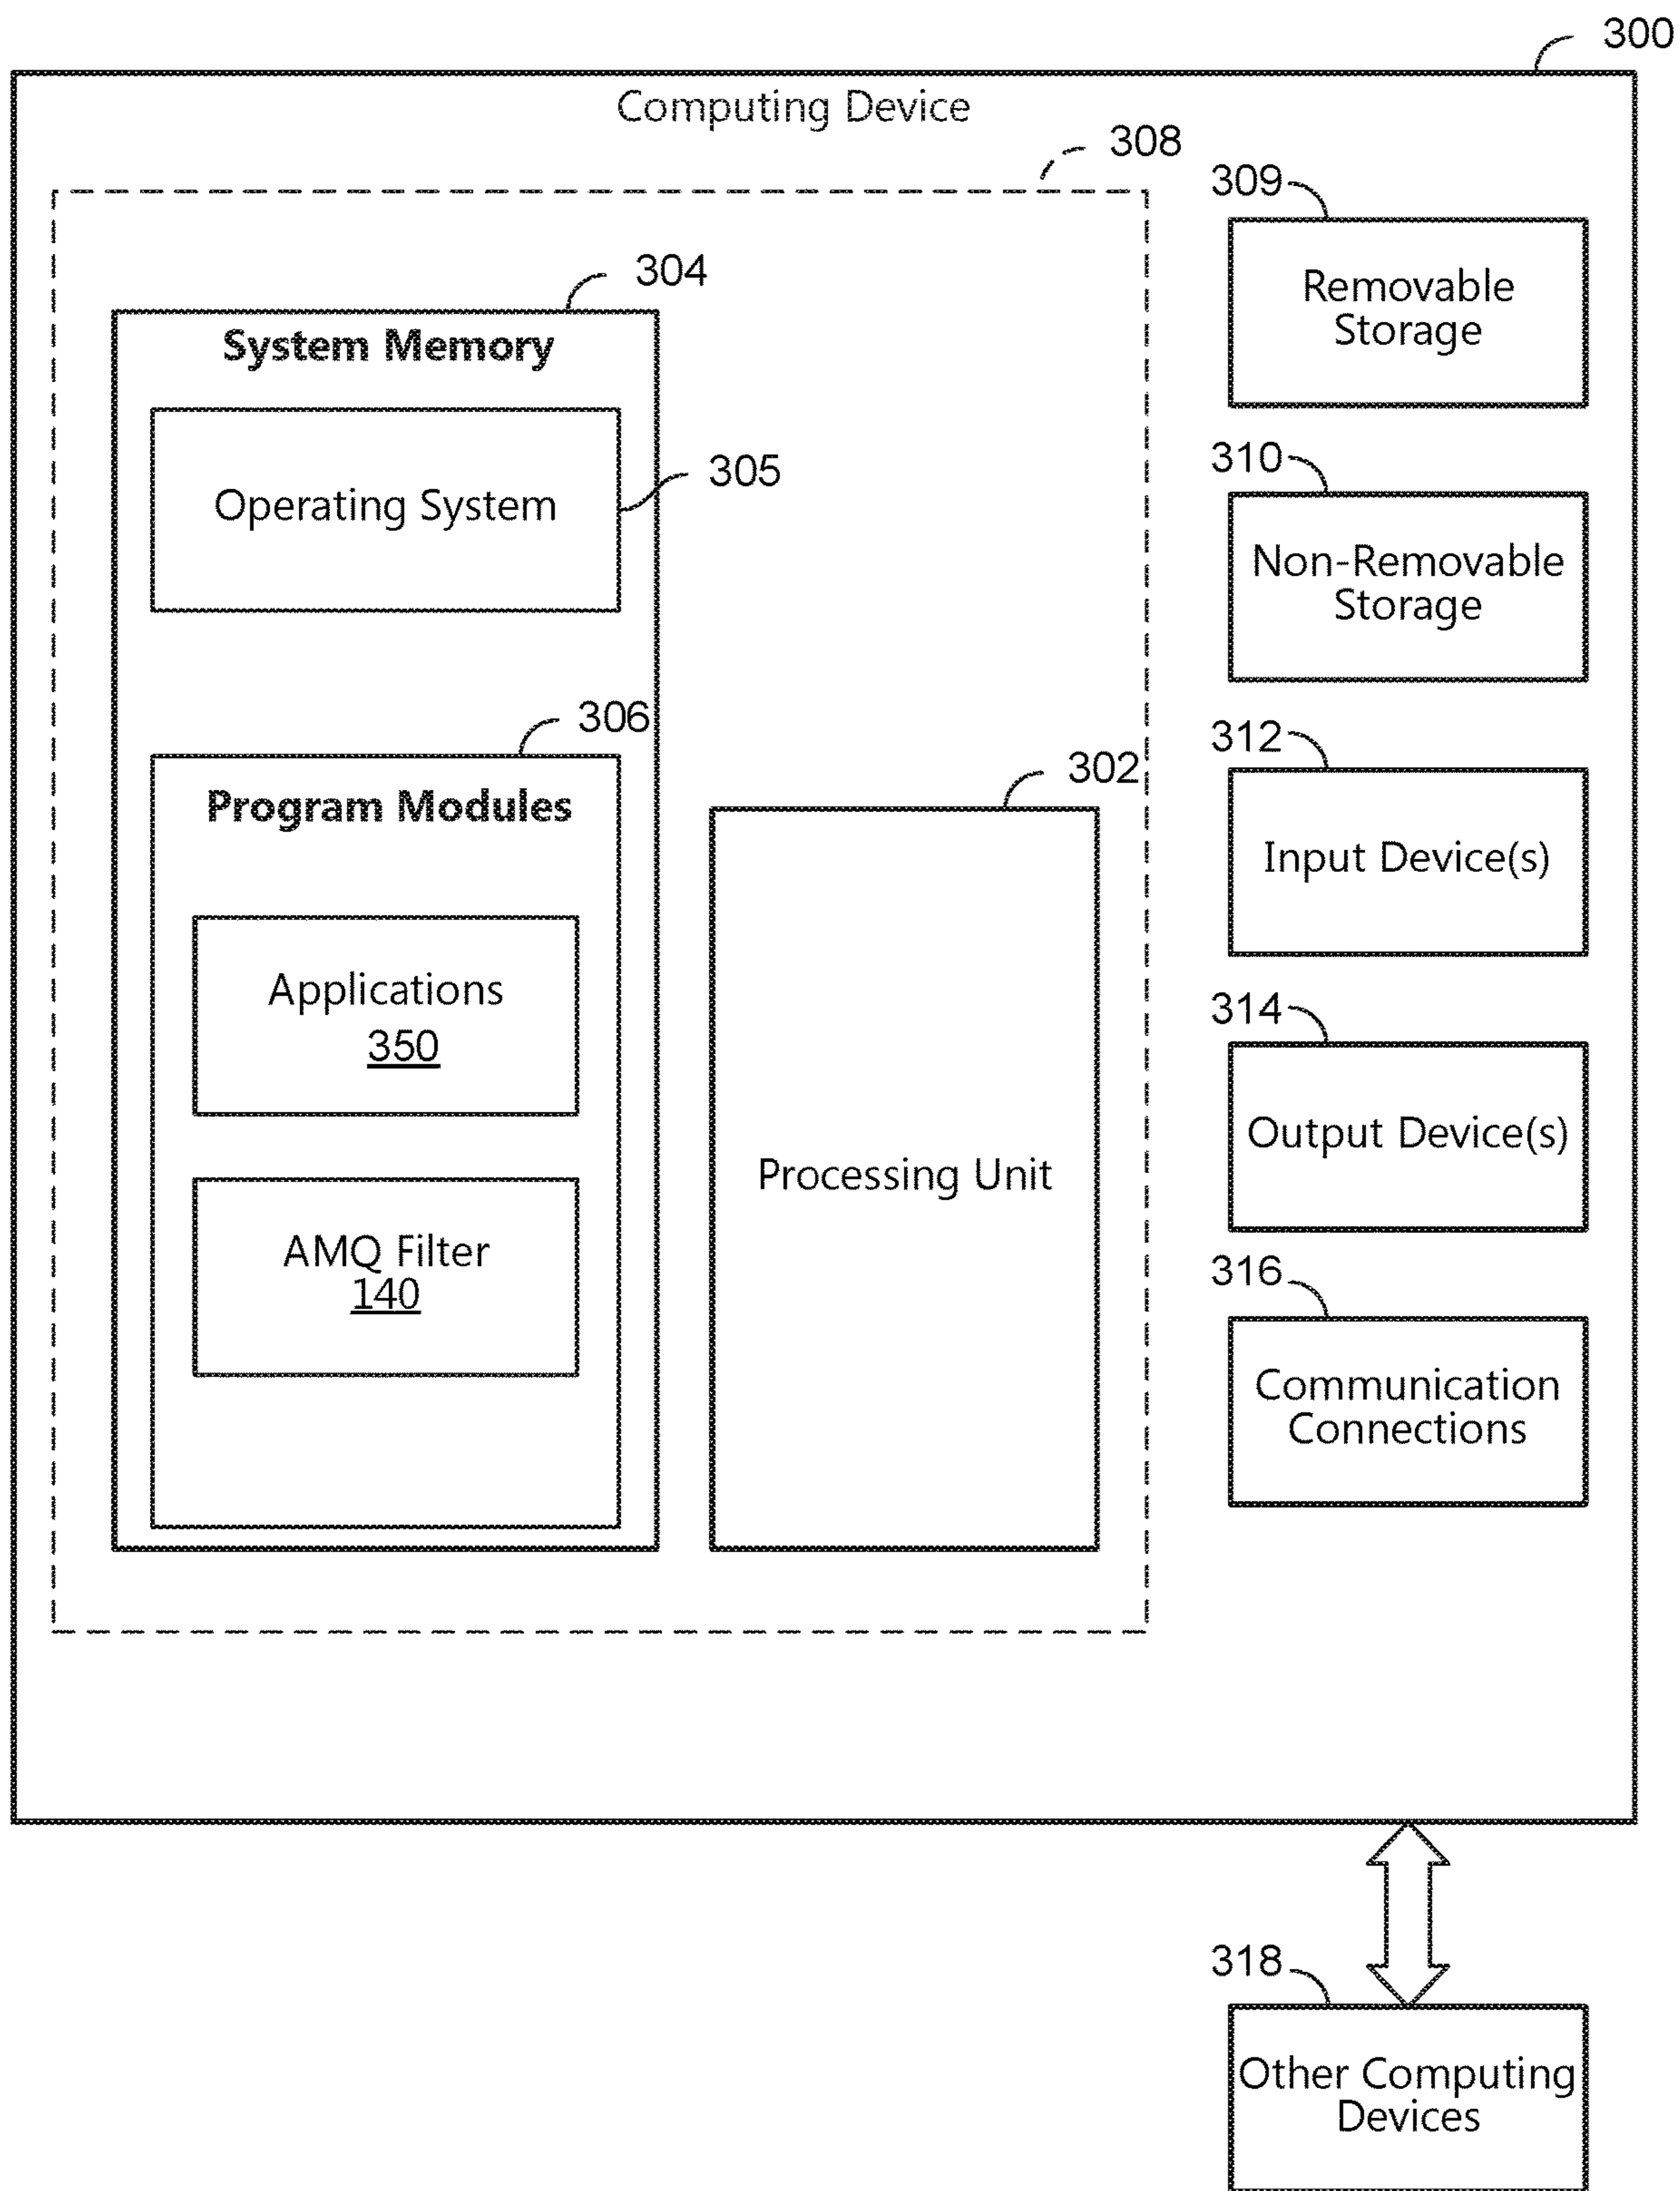 300
Computing Device
308
309
Removable
Storage
304
System Memory
Operating System
305
310
Non-Removable
Storage
306
Program Modules
302
312
Input Device(s)
Applications
350
Processing Unit
314
Output Device(s)
AMQ Filter
140
316
Communication
Connections
318
Other Computing
Devices